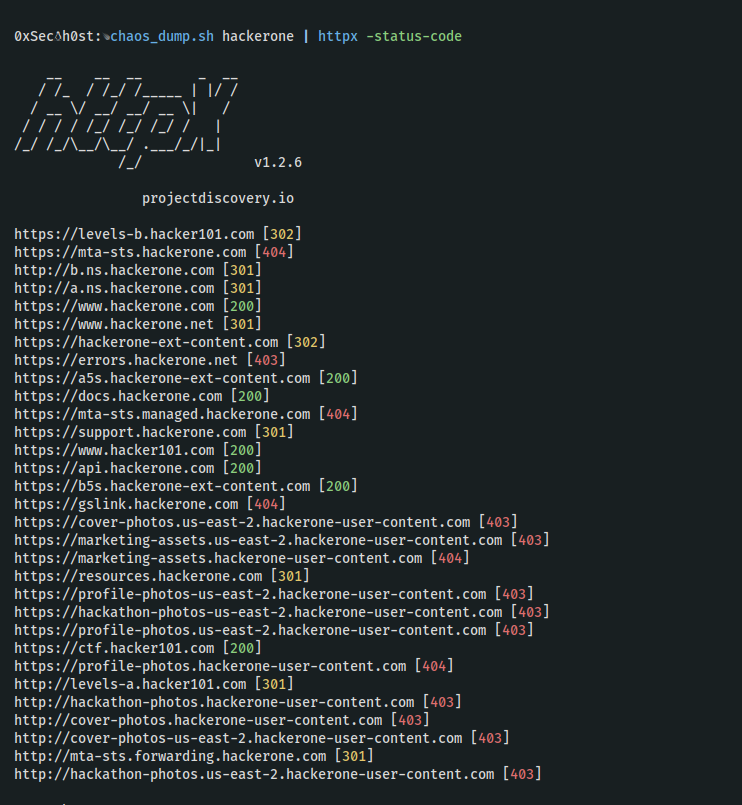 0xSec h0st: chaos_dump.sh hackerone | httpx -status-code
httpx
v1.2.6
projectdiscovery.io
https://levels-b.hacker101.com [302]
https://mta-sts.hackerone.com [404]
http://b.ns.hackerone.com [301]
http://a.ns.hackerone.com [301]
https://www.hackerone.com [200]
https://www.hackerone.net [301]
https://hackerone-ext-content.com [302]
https://errors.hackerone.net [403]
https://a5s.hackerone-ext-content.com [200]
https://docs.hackerone.com [200]
https://mta-sts.managed.hackerone.com [404]
https://support.hackerone.com [301]
https://www.hacker101.com [200]
https://api.hackerone.com [200]
https://b5s.hackerone-ext-content.com [200]
https://gslink.hackerone.com [404]
https://cover-photos.us-east-2.hackerone-user-content.com [403]
https://marketing-assets.us-east-2.hackerone-user-content.com [403]
https://marketing-assets.hackerone-user-content.com [404]
https://resources.hackerone.com [301]
https://profile-photos-us-east-2.hackerone-user-content.com [403]
https://hackathon-photos-us-east-2.hackerone-user-content.com [403]
https://profile-photos.us-east-2.hackerone-user-content.com [403]
https://ctf.hacker101.com [200]
https://profile-photos.hackerone-user-content.com [404]
http://levels-a.hacker101.com [301]
http://hackathon-photos.hackerone-user-content.com [403]
http://cover-photos.hackerone-user-content.com [403]
http://cover-photos-us-east-2.hackerone-user-content.com [403]
http://mta-sts.forwarding.hackerone.com [301]
http://hackathon-photos.us-east-2.hackerone-user-content.com [403]